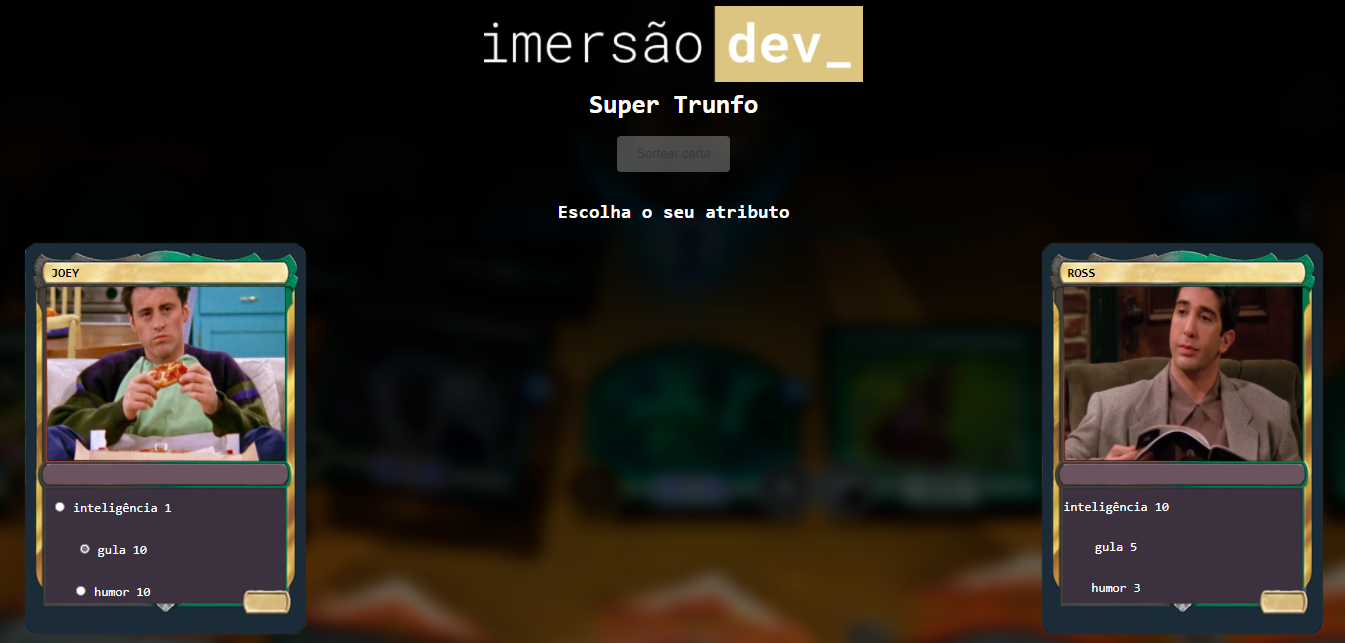 imersão dev_
Super Trunfo
Sortear carta
Escolha o seu atributo
JOEY
inteligência 1
gula 10
humor 10
ROSS
inteligência 10
gula 5
humor 3